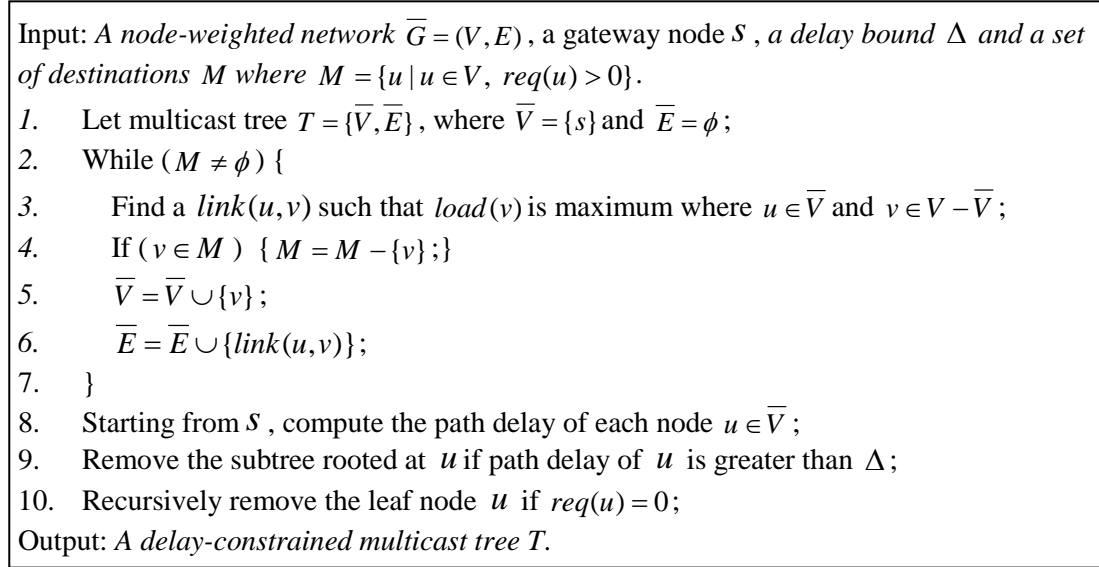 Input: A node-weighted network G̅ = (V, E), a gateway node s, a delay bound Δ and a set
of destinations M where M = {u | u ∈ V, req(u) > 0}.
1. Let multicast tree T = {V̅, E̅}, where V̅ = {s} and E̅ = ϕ;
2. While (M ≠ ϕ) {
3. Find a link(u, v) such that load(v) is maximum where u ∈ V̅ and v ∈ V − V̅;
4. If (v ∈ M) { M = M − {v};}
5. V̅ = V̅ ∪ {v};
6. E̅ = E̅ ∪ {link(u, v)};
7. }
8. Starting from s, compute the path delay of each node u ∈ V̅;
9. Remove the subtree rooted at u if path delay of u is greater than Δ;
10. Recursively remove the leaf node u if req(u) = 0;
Output: A delay-constrained multicast tree T.